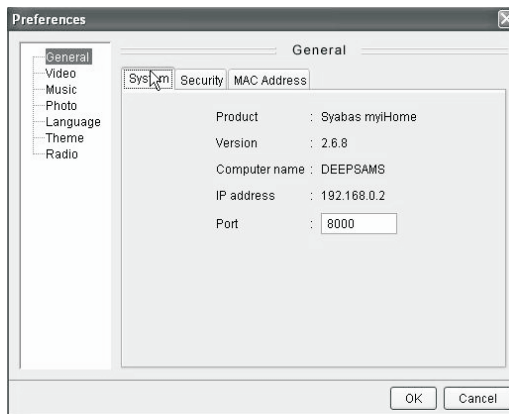 Preferences
General
Video
Music
Photo
Language
Theme
Radio
General
System Security MAC Address
Product : Syabas myiHome
Version : 2.6.8
Computer name : DEEPSAMS
IP address : 192.168.0.2
Port : 8000
OK Cancel